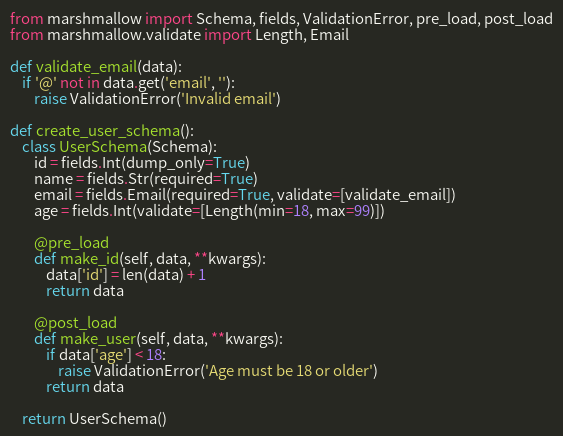 from marshmallow import Schema, fields, ValidationError, pre_load, post_load
from marshmallow.validate import Length, Email

def validate_email(data):
    if '@' not in data.get('email', ''):
        raise ValidationError('Invalid email')

def create_user_schema():
    class UserSchema(Schema):
        id = fields.Int(dump_only=True)
        name = fields.Str(required=True)
        email = fields.Email(required=True, validate=[validate_email])
        age = fields.Int(validate=[Length(min=18, max=99)])

        @pre_load
        def make_id(self, data, **kwargs):
            data['id'] = len(data) + 1
            return data

        @post_load
        def make_user(self, data, **kwargs):
            if data['age'] < 18:
                raise ValidationError('Age must be 18 or older')
            return data

    return UserSchema()